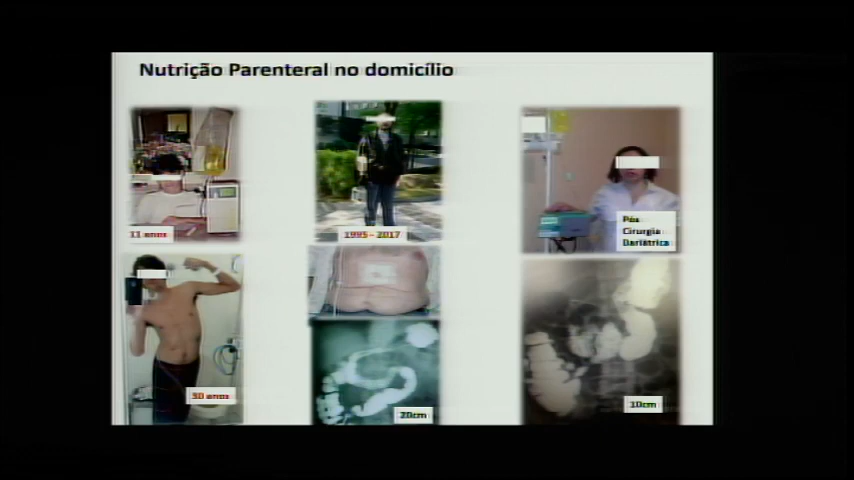 Nutrição Parenteral no domicílio
11 anos
1995 - 2017
Pós
Cirurgia
Bariátrica
30 anos
20cm
10cm